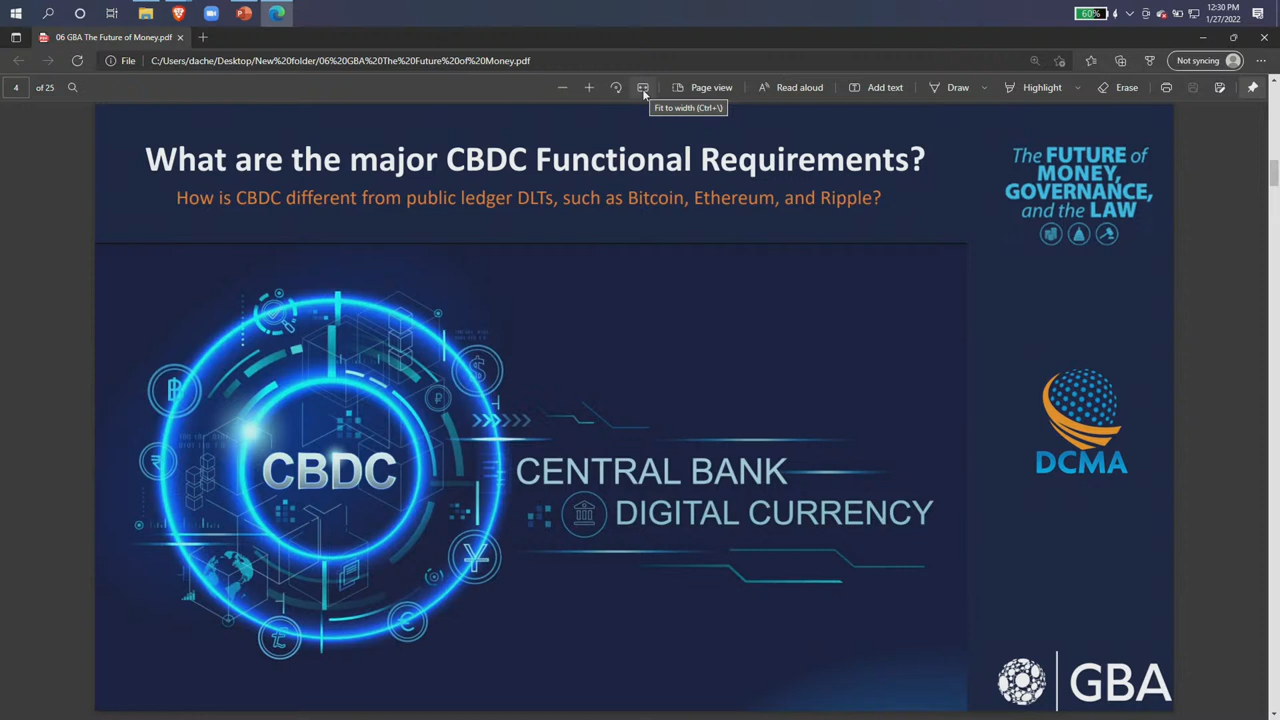 60%
12:30 PM
1/27/2022
06 GBA The Future of Money.pdf
File
C:/Users/dache/Desktop/New%20folder/06%20GBA%20The%20Future%20of%20Money.pdf
Not syncing
4 of 25
Page view
Read aloud
Add text
Draw
Highlight
Erase
Fit to width (Ctrl+\)
What are the major CBDC Functional Requirements?
How is CBDC different from public ledger DLTs, such as Bitcoin, Ethereum, and Ripple?
The FUTURE of
MONEY,
GOVERNANCE,
and the LAW
CBDC
CENTRAL BANK
DIGITAL CURRENCY
DCMA
GBA